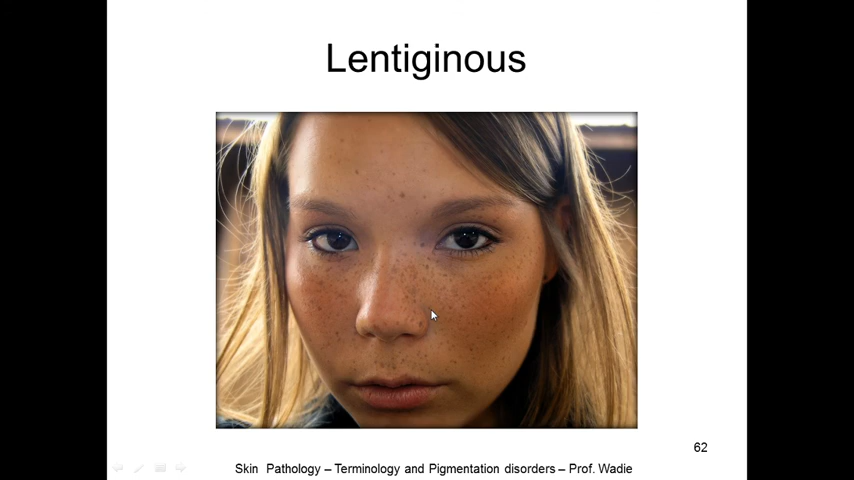 Lentiginous
62
Skin Pathology – Terminology and Pigmentation disorders – Prof. Wadie